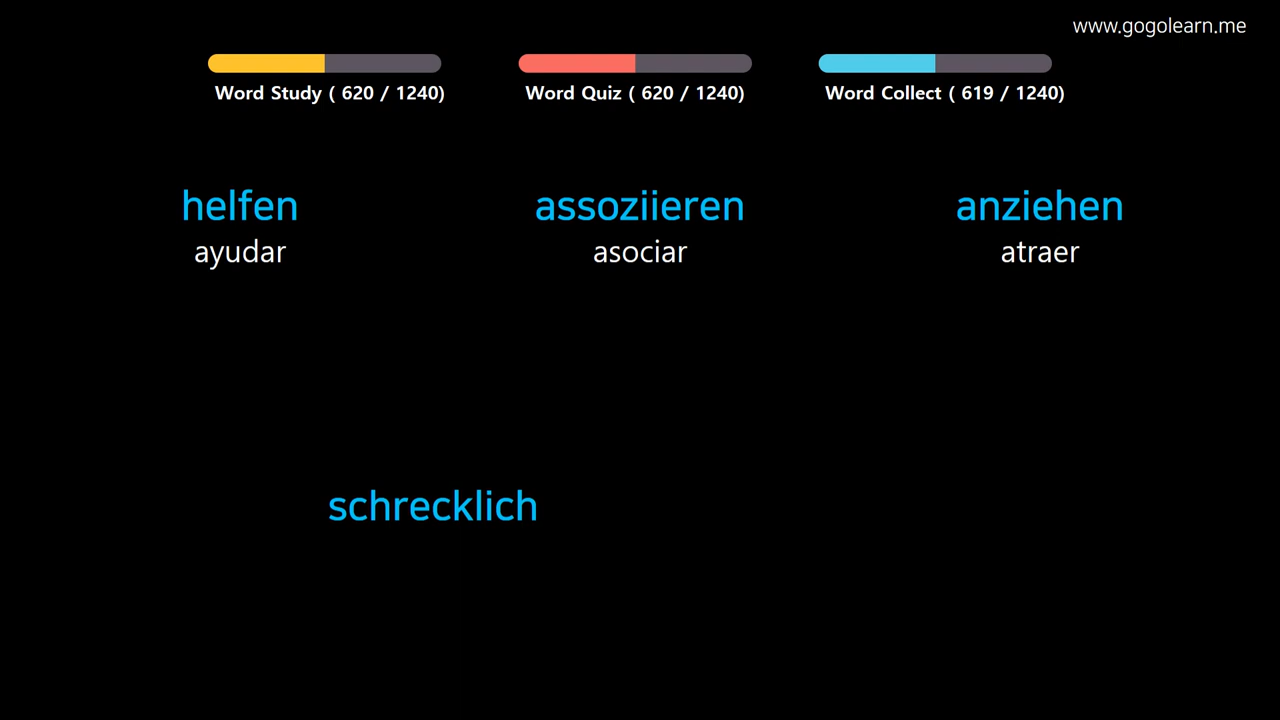 www.gogolearn.me
Word Study ( 620 / 1240)
Word Quiz ( 620 / 1240)
Word Collect ( 619 / 1240)
helfen
ayudar
assoziieren
asociar
anziehen
atraer
schrecklich